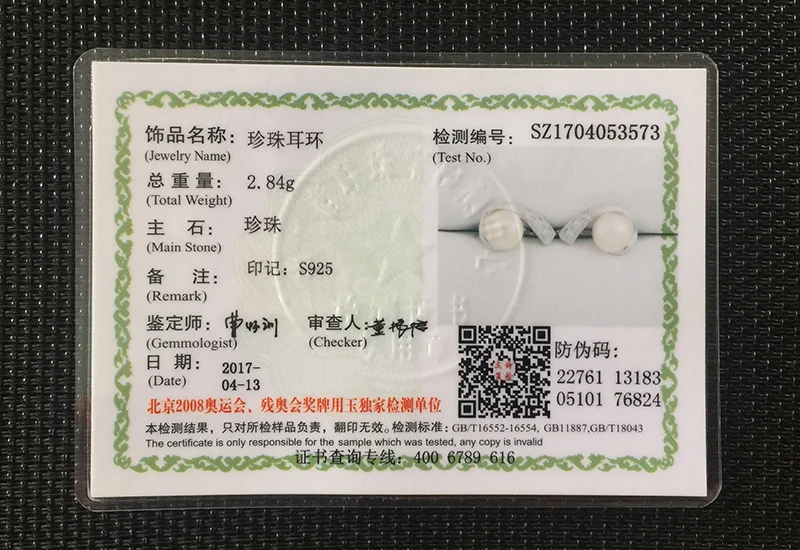 饰品名称: 珍珠耳环
(Jewelry Name)
检测编号: SZ1704053573
(Test No.)
总重量: 2.84g
(Total Weight)
主 石: 珍珠
(Main Stone)
备 注: 印记: S925
(Remark)
鉴定师:
(Gemmologist)
审查人:
(Checker)
日 期: 2017-
04-13
(Date)
防伪码:
22761 13183
05101 76824
北京2008奥运会、残奥会奖牌用玉独家检测单位
本检测结果，只对所检样品负责，翻印无效。检测标准: GB/T16552-16554, GB11887,GB/T18043
The certificate is only responsible for the sample which was tested, any copy is invalid
证书查询专线: 400 6789 616